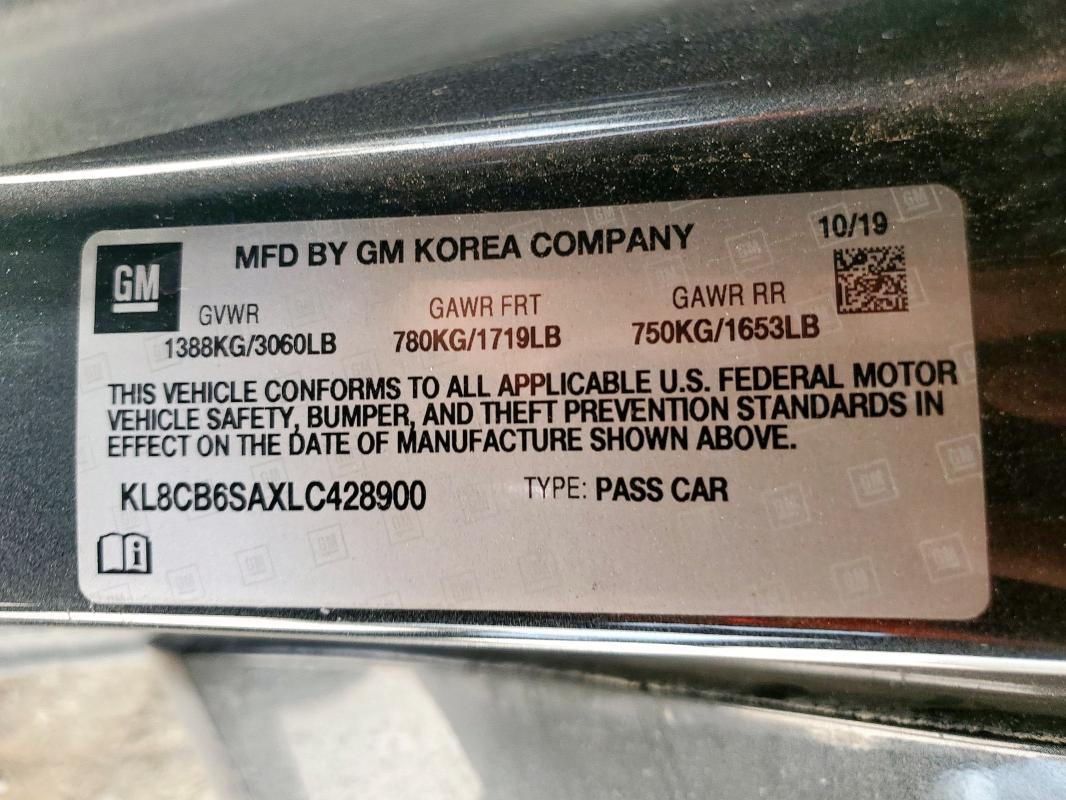 GM
MFD BY GM KOREA COMPANY
10/19
GVWR
GAWR FRT
GAWR RR
1388KG/3060LB
780KG/1719LB
750KG/1653LB
THIS VEHICLE CONFORMS TO ALL APPLICABLE U.S. FEDERAL MOTOR
VEHICLE SAFETY, BUMPER, AND THEFT PREVENTION STANDARDS IN
EFFECT ON THE DATE OF MANUFACTURE SHOWN ABOVE.
KL8CB6SAXLC428900
TYPE: PASS CAR
i